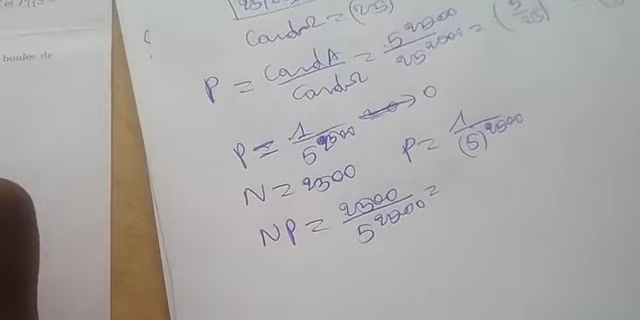 boules de
Card Ω = (25)
P = Card A / Card Ω = 5^2500 / 25^2500 = (5/25)
P = 1 / 5^2500 → 0
P = 1 / (5)^2500
N = 2500
NP = 2500 / 5^2500 =